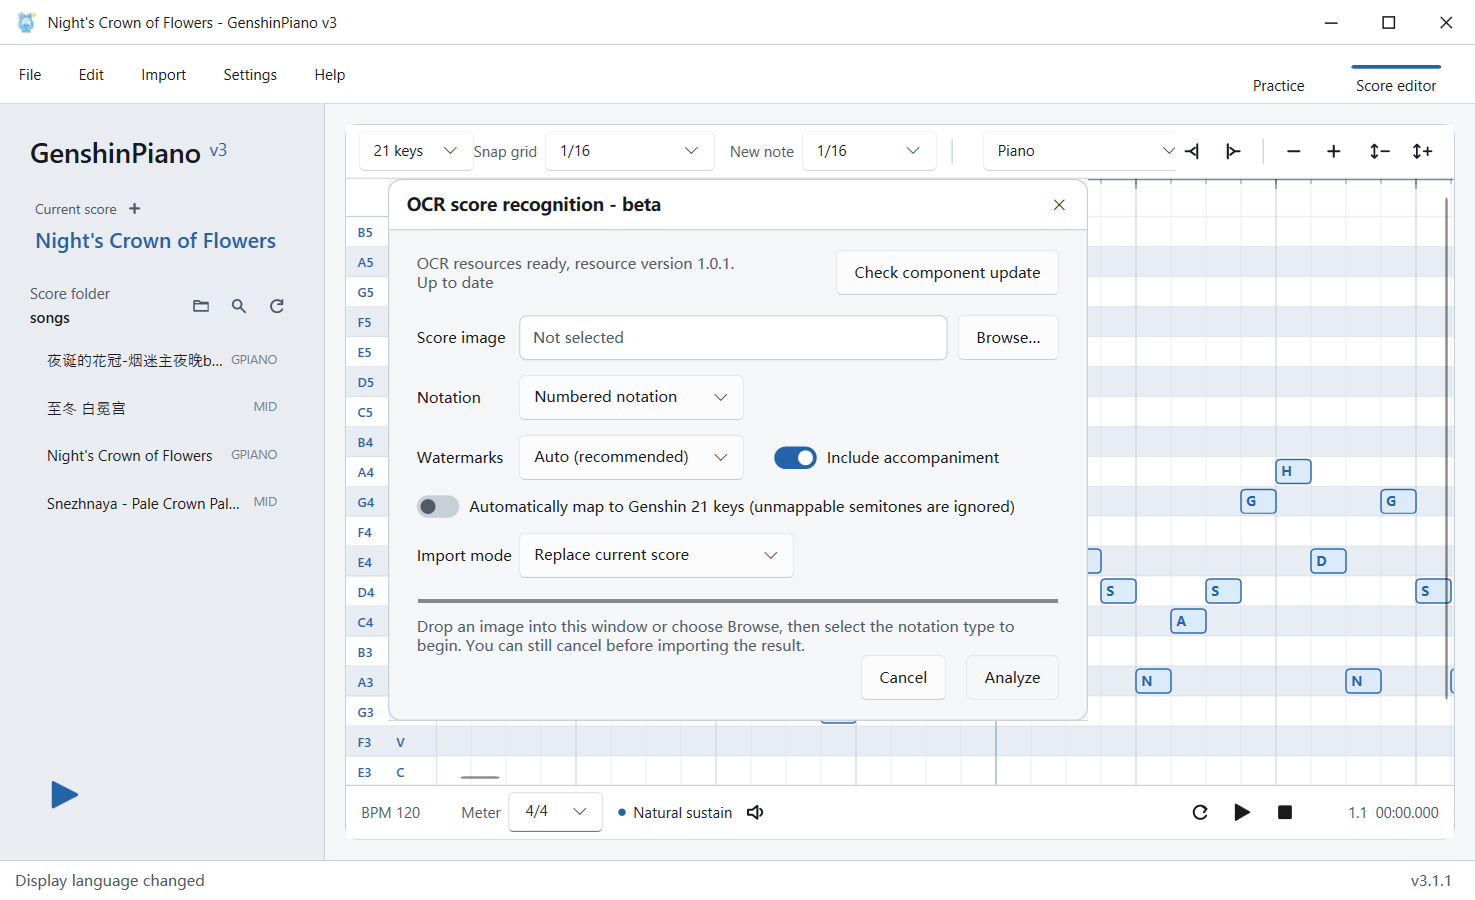 Night's Crown of Flowers - GenshinPiano v3
File Edit Import Settings Help
Practice Score editor
GenshinPiano v3
Current score
Night's Crown of Flowers
Score folder
songs
夜诞的花冠-烟迷主夜晚b... GPIANO
至冬 白冕宫 MID
Night's Crown of Flowers GPIANO
Snezhnaya - Pale Crown Pal... MID
21 keys Snap grid 1/16 New note 1/16 Piano
OCR score recognition - beta
OCR resources ready, resource version 1.0.1.
Up to date
Check component update
Score image Not selected Browse...
Notation Numbered notation
Watermarks Auto (recommended) Include accompaniment
Automatically map to Genshin 21 keys (unmappable semitones are ignored)
Import mode Replace current score
Drop an image into this window or choose Browse, then select the notation type to
begin. You can still cancel before importing the result.
Cancel Analyze
B5
A5
G5
F5
E5
D5
C5
B4
A4 H
G4 G G
F4
E4 D
D4 S S S
C4 A
B3
A3 N N
G3
F3 V
E3 C
BPM 120 Meter 4/4 Natural sustain 1.1 00:00.000
Display language changed v3.1.1